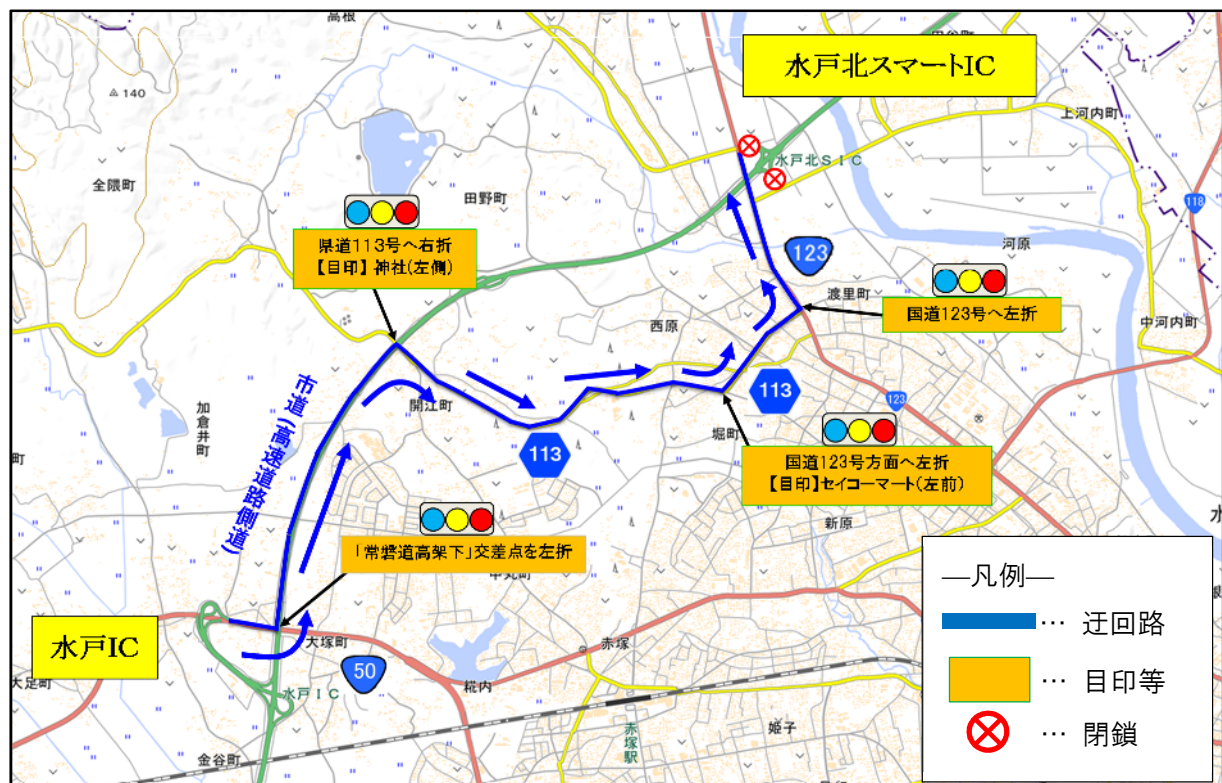 高根
水戸北スマートIC
140
上河内町
水戸北SIC
全隈町
田野町
118
県道113号へ右折
【目印】神社(左側)
123
河原
渡里町
国道123号へ左折
中河内町
西原
市道(高速道路側道)
加倉井町
開江町
113
123
堀町
113
国道123号方面へ左折
【目印】セイコーマート(左前)
新原
「常磐道高架下」交差点を左折
―凡例―
… 迂回路
… 目印等
… 閉鎖
水戸IC
大塚町
赤塚
50
大足町
水戸IC
赤塚駅
姫子
金谷町